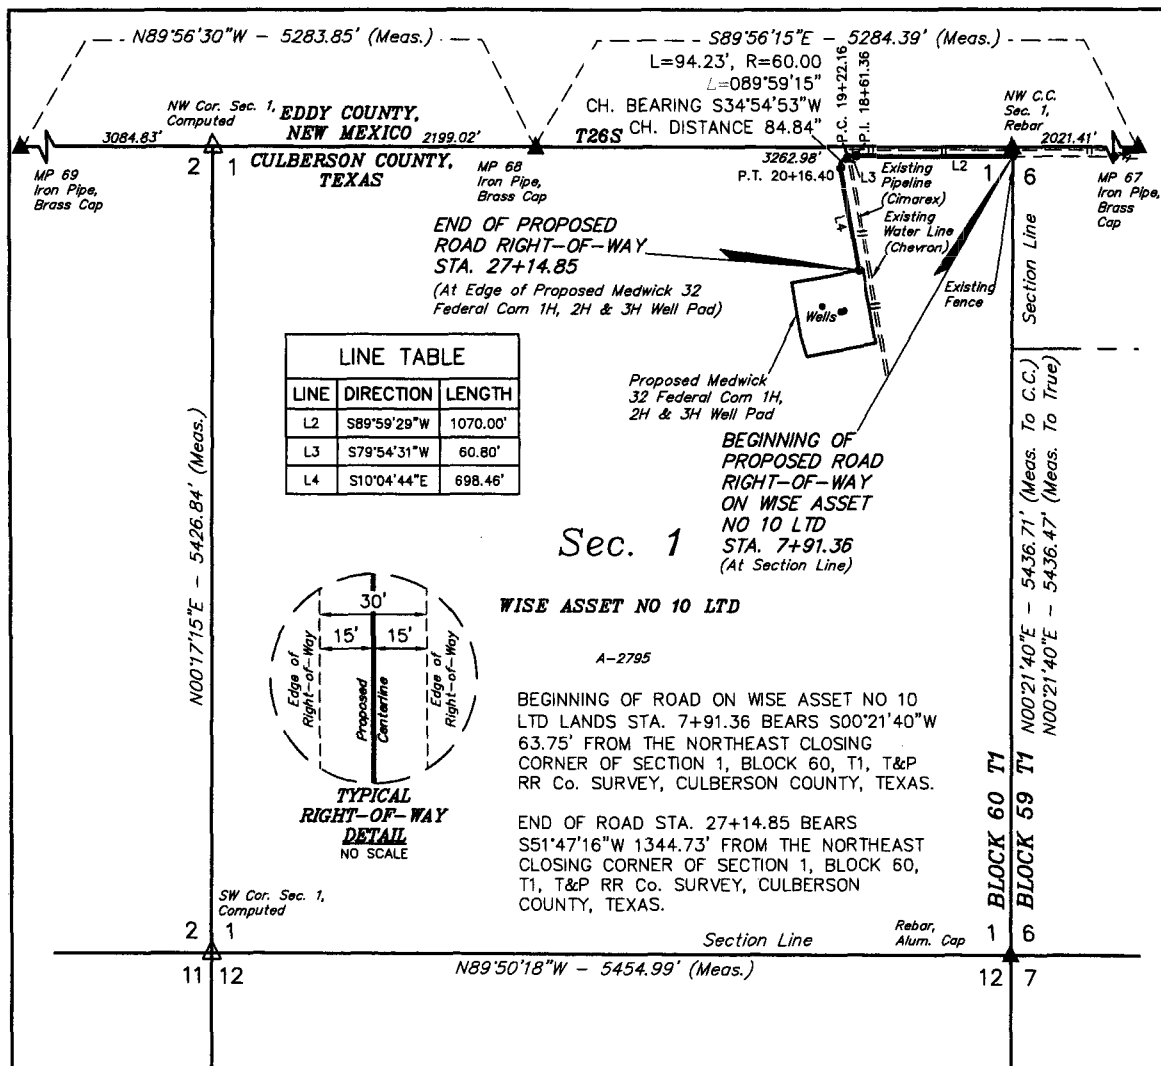 N89°56'30"W - 5283.85' (Meas.)
S89°56'15"E - 5284.39' (Meas.)
L=94.23', R=60.00
∠=089°59'15"
CH. BEARING S34°54'53"W
CH. DISTANCE 84.84"
P.C. 19+22.16
P.I. 18+61.36
NW Cor. Sec. 1,
Computed
EDDY COUNTY,
NEW MEXICO
CULBERSON COUNTY,
TEXAS
3084.83'
2199.02'
T26S
3262.98'
P.T. 20+16.40
NW C.C.
Sec. 1,
Rebar
2021.41'
MP 69
Iron Pipe,
Brass Cap
2 1
MP 68
Iron Pipe,
Brass Cap
L3
L2
L4
Existing
Pipeline
(Cimarex)
Existing
Water Line
(Chevron)
1 6
MP 67
Iron Pipe,
Brass
Cap
END OF PROPOSED
ROAD RIGHT-OF-WAY
STA. 27+14.85
(At Edge of Proposed Medwick 32
Federal Com 1H, 2H & 3H Well Pad)
Wells
Existing
Fence
Section Line
LINE TABLE
LINE DIRECTION LENGTH
L2 S89°59'29"W 1070.00'
L3 S79°54'31"W 60.80'
L4 S10°04'44"E 698.46'
Proposed Medwick
32 Federal Com 1H,
2H & 3H Well Pad
BEGINNING OF
PROPOSED ROAD
RIGHT-OF-WAY
ON WISE ASSET
NO 10 LTD
STA. 7+91.36
(At Section Line)
N00°17'15"E - 5426.84' (Meas.)
N00°21'40"E - 5436.71' (Meas. To C.C.)
N00°21'40"E - 5436.47' (Meas. To True)
Sec. 1
WISE ASSET NO 10 LTD
A-2795
30'
15' 15'
Edge of
Right-of-Way
Proposed
Centerline
Edge of
Right-of-Way
TYPICAL
RIGHT-OF-WAY
DETAIL
NO SCALE
BEGINNING OF ROAD ON WISE ASSET NO 10
LTD LANDS STA. 7+91.36 BEARS S00°21'40"W
63.75' FROM THE NORTHEAST CLOSING
CORNER OF SECTION 1, BLOCK 60, T1, T&P
RR Co. SURVEY, CULBERSON COUNTY, TEXAS.
END OF ROAD STA. 27+14.85 BEARS
S51°47'16"W 1344.73' FROM THE NORTHEAST
CLOSING CORNER OF SECTION 1, BLOCK 60,
T1, T&P RR Co. SURVEY, CULBERSON
COUNTY, TEXAS.
BLOCK 60 T1
BLOCK 59 T1
SW Cor. Sec. 1,
Computed
2 1
11 12
Section Line
Rebar,
Alum. Cap
1 6
12 7
N89°50'18"W - 5454.99' (Meas.)